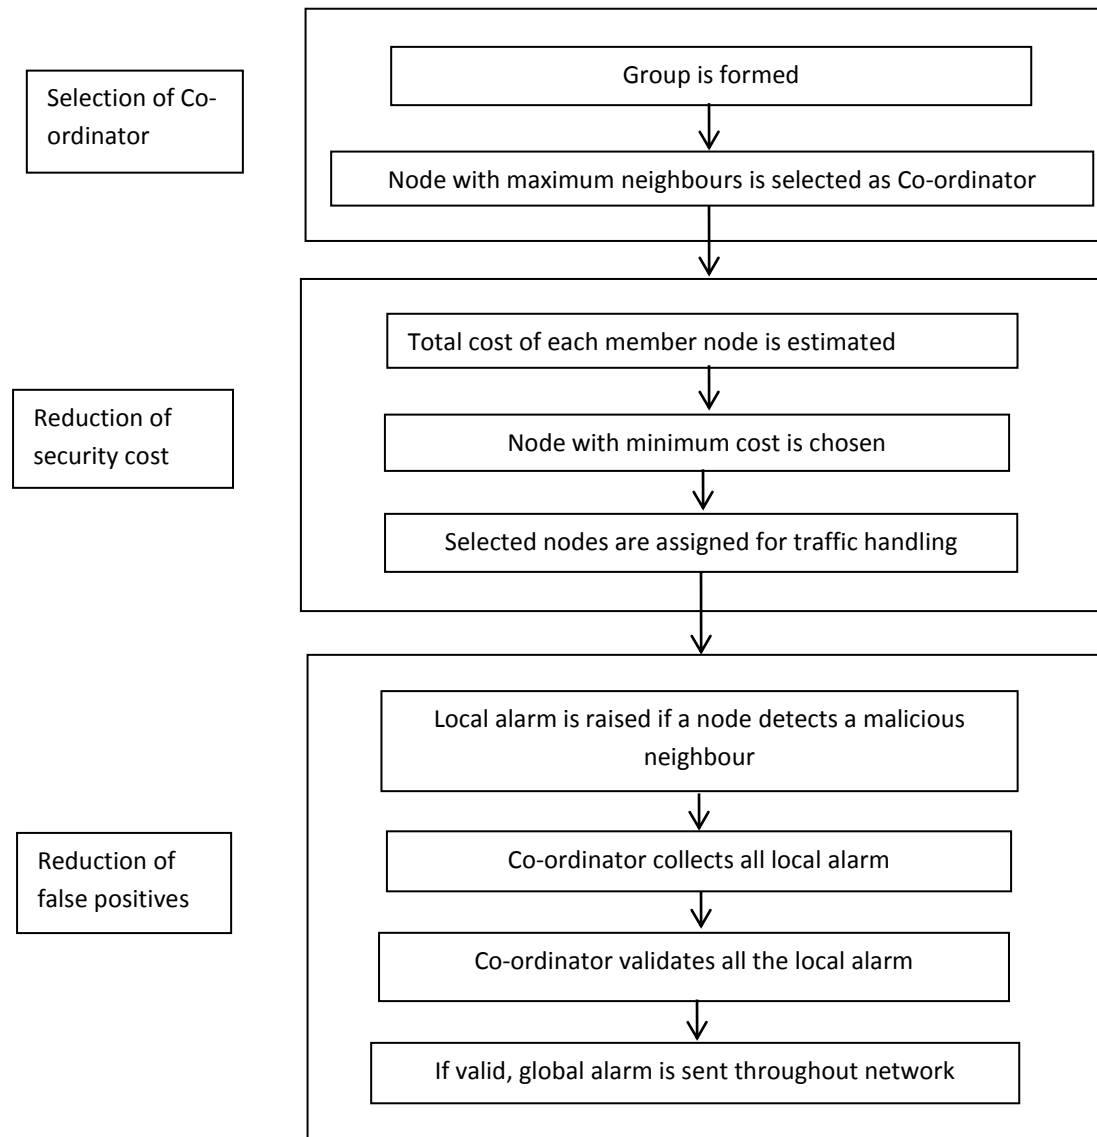 Group is formed
Selection of Co-
ordinator
Node with maximum neighbours is selected as Co-ordinator
Total cost of each member node is estimated
Reduction of
security cost
Node with minimum cost is chosen
Selected nodes are assigned for traffic handling
Local alarm is raised if a node detects a malicious
neighbour
Reduction of
false positives
Co-ordinator collects all local alarm
Co-ordinator validates all the local alarm
If valid, global alarm is sent throughout network